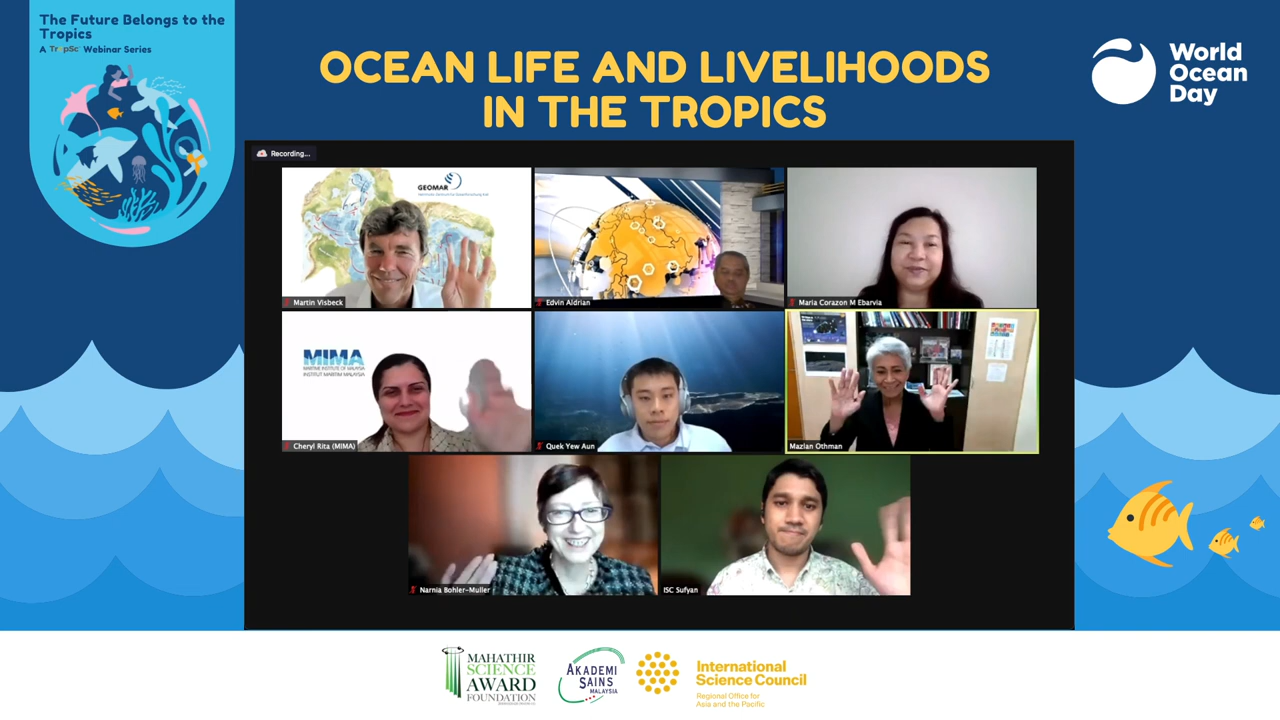 The Future Belongs to the
Tropics
A TropSc Webinar Series
OCEAN LIFE AND LIVELIHOODS
IN THE TROPICS
World
Ocean
Day
Recording...
GEOMAR
Martin Visbeck
Edvin Aldrian
Maria Corazon M Ebarvia
MIMA
MARITIME INSTITUTE OF MALAYSIA
INSTITUT MARITIM MALAYSIA
Cheryl Rita (MIMA)
Quek Yew Aun
Mazlan Othman
Narnia Bohler-Muller
ISC Sufyan
MAHATHIR
SCIENCE
AWARD
FOUNDATION
AKADEMI
SAINS
MALAYSIA
International
Science Council
Regional Office for
Asia and the Pacific